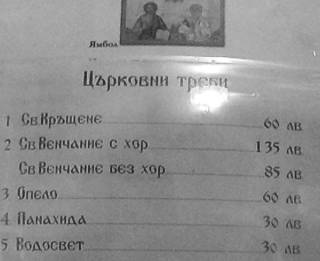 Ямбол
Църковни треби
1 Св.Кръщене 60 лв
2 Св.Венчание с хор 135 лв
Св.Венчание без хор 85 лв
3 Опело 60 лв
4 Панахида 30 лв
5 Водосвет 30 лв